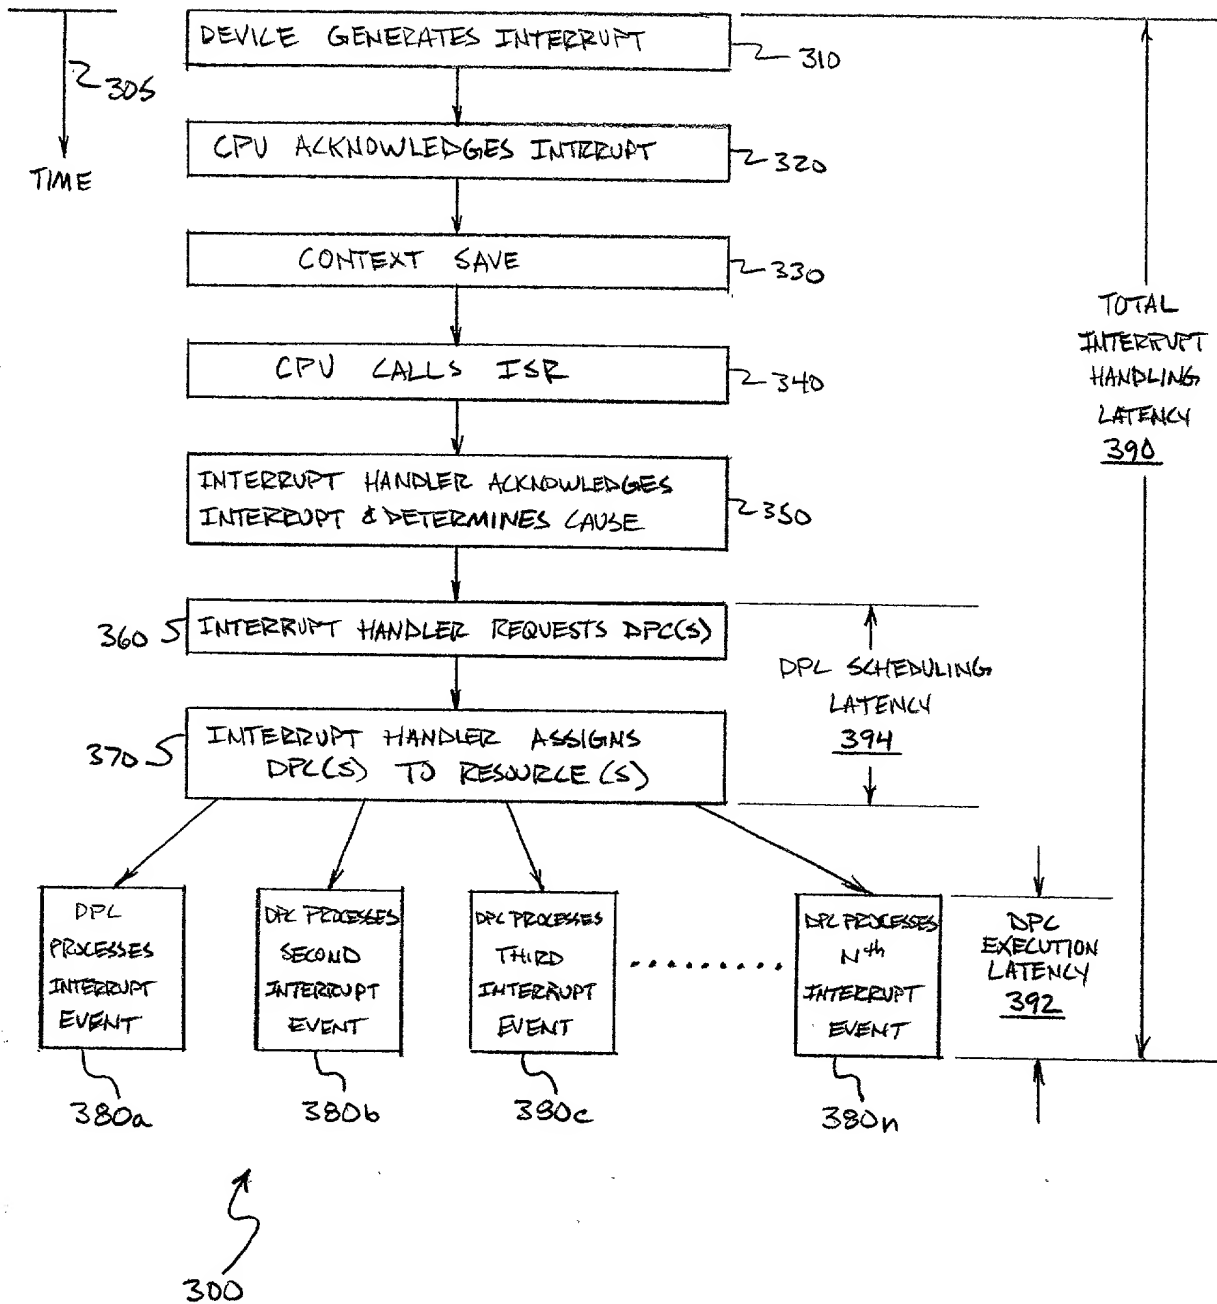 DEVICE GENERATES INTERRUPT
310
305
TIME
CPU ACKNOWLEDGES INTRRUPT
320
CONTEXT SAVE
330
CPU CALLS ISR
340
TOTAL
INTERRUPT
HANDLING
LATENCY
390
INTERRUPT HANDLER ACKNOWLEDGES
INTERRUPT & DETERMINES CAUSE
350
360
INTERRUPT HANDLER REQUESTS DPC(S)
DPC SCHEDULING
LATENCY
394
370
INTERRUPT HANDLER ASSIGNS
DPC(S) TO RESOURCE(S)
DPC
PROCESSES
INTERRUPT
EVENT
380a
DPC PROCESSES
SECOND
INTERRUPT
EVENT
380b
DPC PROCESSES
THIRD
INTERRUPT
EVENT
380c
DPC PROCESSES
Nth
INTERRUPT
EVENT
380n
DPC
EXECUTION
LATENCY
392
300